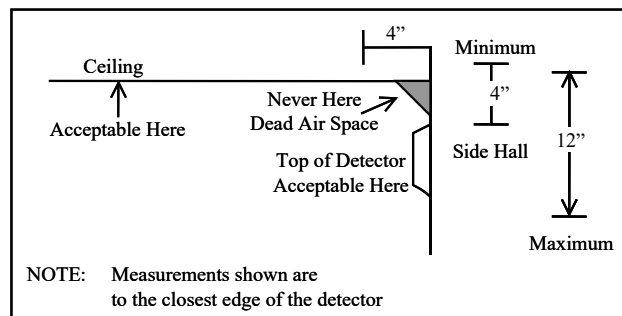 4”
Minimum
Ceiling
Never Here
Dead Air Space
4”
Acceptable Here
Top of Detector
Acceptable Here
Side Hall
12”
Maximum
NOTE: Measurements shown are
to the closest edge of the detector